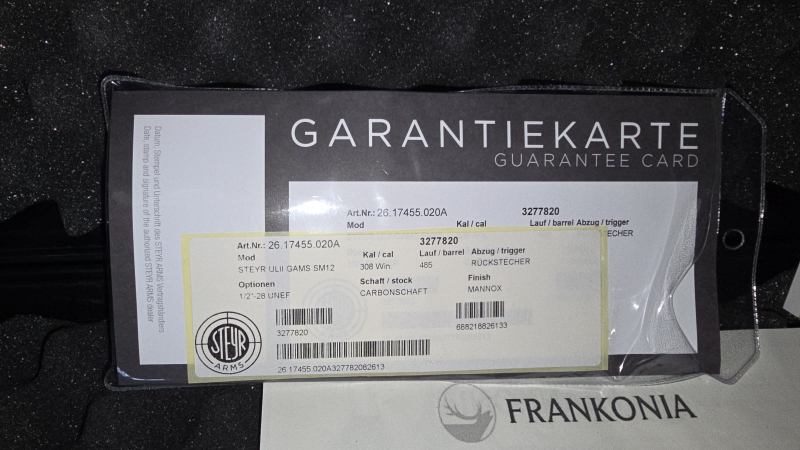 GARANTIEKARTE
GUARANTEE CARD
Datum, Stempel und Unterschrift des STEYR ARMS Vertragshändlers
Date, stamp and signature of the authorized STEYR ARMS dealer
Art.Nr.: 26.17455.020A 3277820
Mod Kal / cal Lauf / barrel Abzug / trigger
Art.Nr.: 26.17455.020A 3277820
Mod Kal / cal Lauf / barrel Abzug / trigger
STEYR ULII GAMS SM12 308 Win 485 RÜCKSTECHER
Optionen Schaft / stock Finish
1/2"-28 UNEF CARBONSCHAFT MANNOX
3277820 668218826133
STEYR
ARMS
26.17455.020A327782082613
FRANKONIA